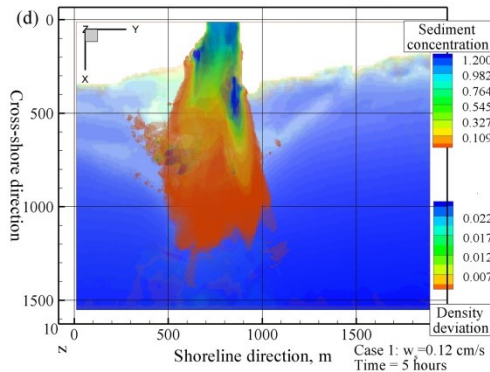 (d)
Z
Y
X
0
500
1000
1500
Cross-shore direction
Sediment
concentration
1.200
0.982
0.764
0.545
0.327
0.109
0.022
0.017
0.012
0.007
Density
deviation
10
0
500
1000
1500
Z
Shoreline direction, m
Case 1: wₛ=0.12 cm/s
Time = 5 hours